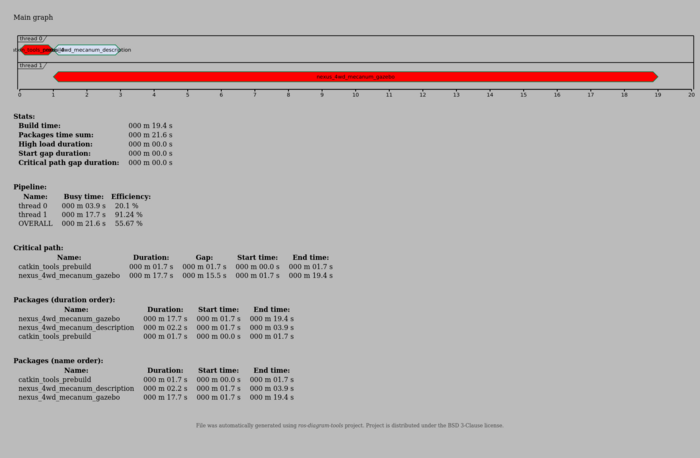 Main graph
thread 0
4wd_mecanum_description
thread 1
nexus_4wd_mecanum_gazebo
0 1 2 3 4 5 6 7 8 9 10 11 12 13 14 15 16 17 18 19 20
Stats:
Build time: 000 m 19.4 s
Packages time sum: 000 m 21.6 s
High load duration: 000 m 00.0 s
Start gap duration: 000 m 00.0 s
Critical path gap duration: 000 m 00.0 s
Pipeline:
Name: Busy time: Efficiency:
thread 0 000 m 03.9 s 20.1 %
thread 1 000 m 17.7 s 91.24 %
OVERALL 000 m 21.6 s 55.67 %
Critical path:
Name: Duration: Gap: Start time: End time:
catkin_tools_prebuild 000 m 01.7 s 000 m 01.7 s 000 m 00.0 s 000 m 01.7 s
nexus_4wd_mecanum_gazebo 000 m 17.7 s 000 m 15.5 s 000 m 01.7 s 000 m 19.4 s
Packages (duration order):
Name: Duration: Start time: End time:
nexus_4wd_mecanum_gazebo 000 m 17.7 s 000 m 01.7 s 000 m 19.4 s
nexus_4wd_mecanum_description 000 m 02.2 s 000 m 01.7 s 000 m 03.9 s
catkin_tools_prebuild 000 m 01.7 s 000 m 00.0 s 000 m 01.7 s
Packages (name order):
Name: Duration: Start time: End time:
catkin_tools_prebuild 000 m 01.7 s 000 m 00.0 s 000 m 01.7 s
nexus_4wd_mecanum_description 000 m 02.2 s 000 m 01.7 s 000 m 03.9 s
nexus_4wd_mecanum_gazebo 000 m 17.7 s 000 m 01.7 s 000 m 19.4 s
File was automatically generated using ros-diagram-tools project. Project is distributed under the BSD 3-Clause license.